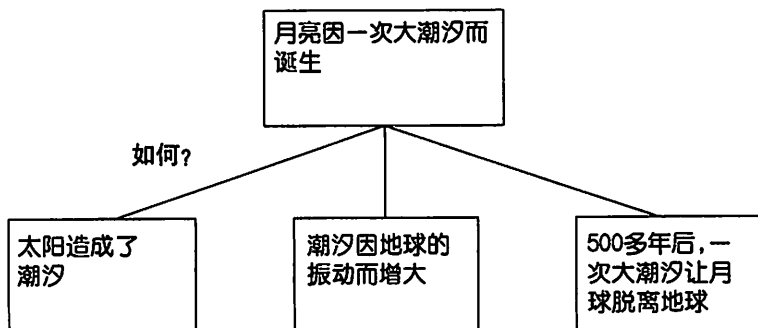 月亮因一次大潮汐而
诞生
如何?
太阳造成了
潮汐
潮汐因地球的
振动而增大
500多年后,一
次大潮汐让月
球脱离地球